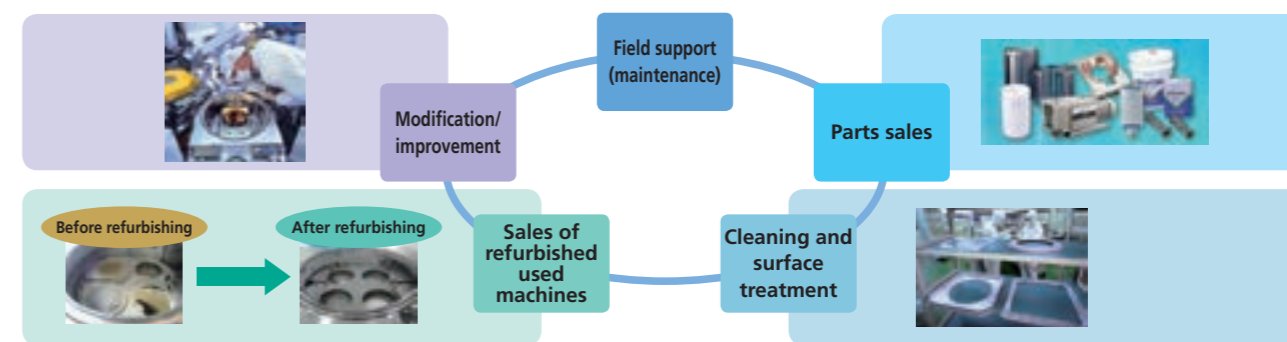 Field support
(maintenance)
Modification/
improvement
Parts sales
Before refurbishing
After refurbishing
Sales of
refurbished
used
machines
Cleaning and
surface
treatment